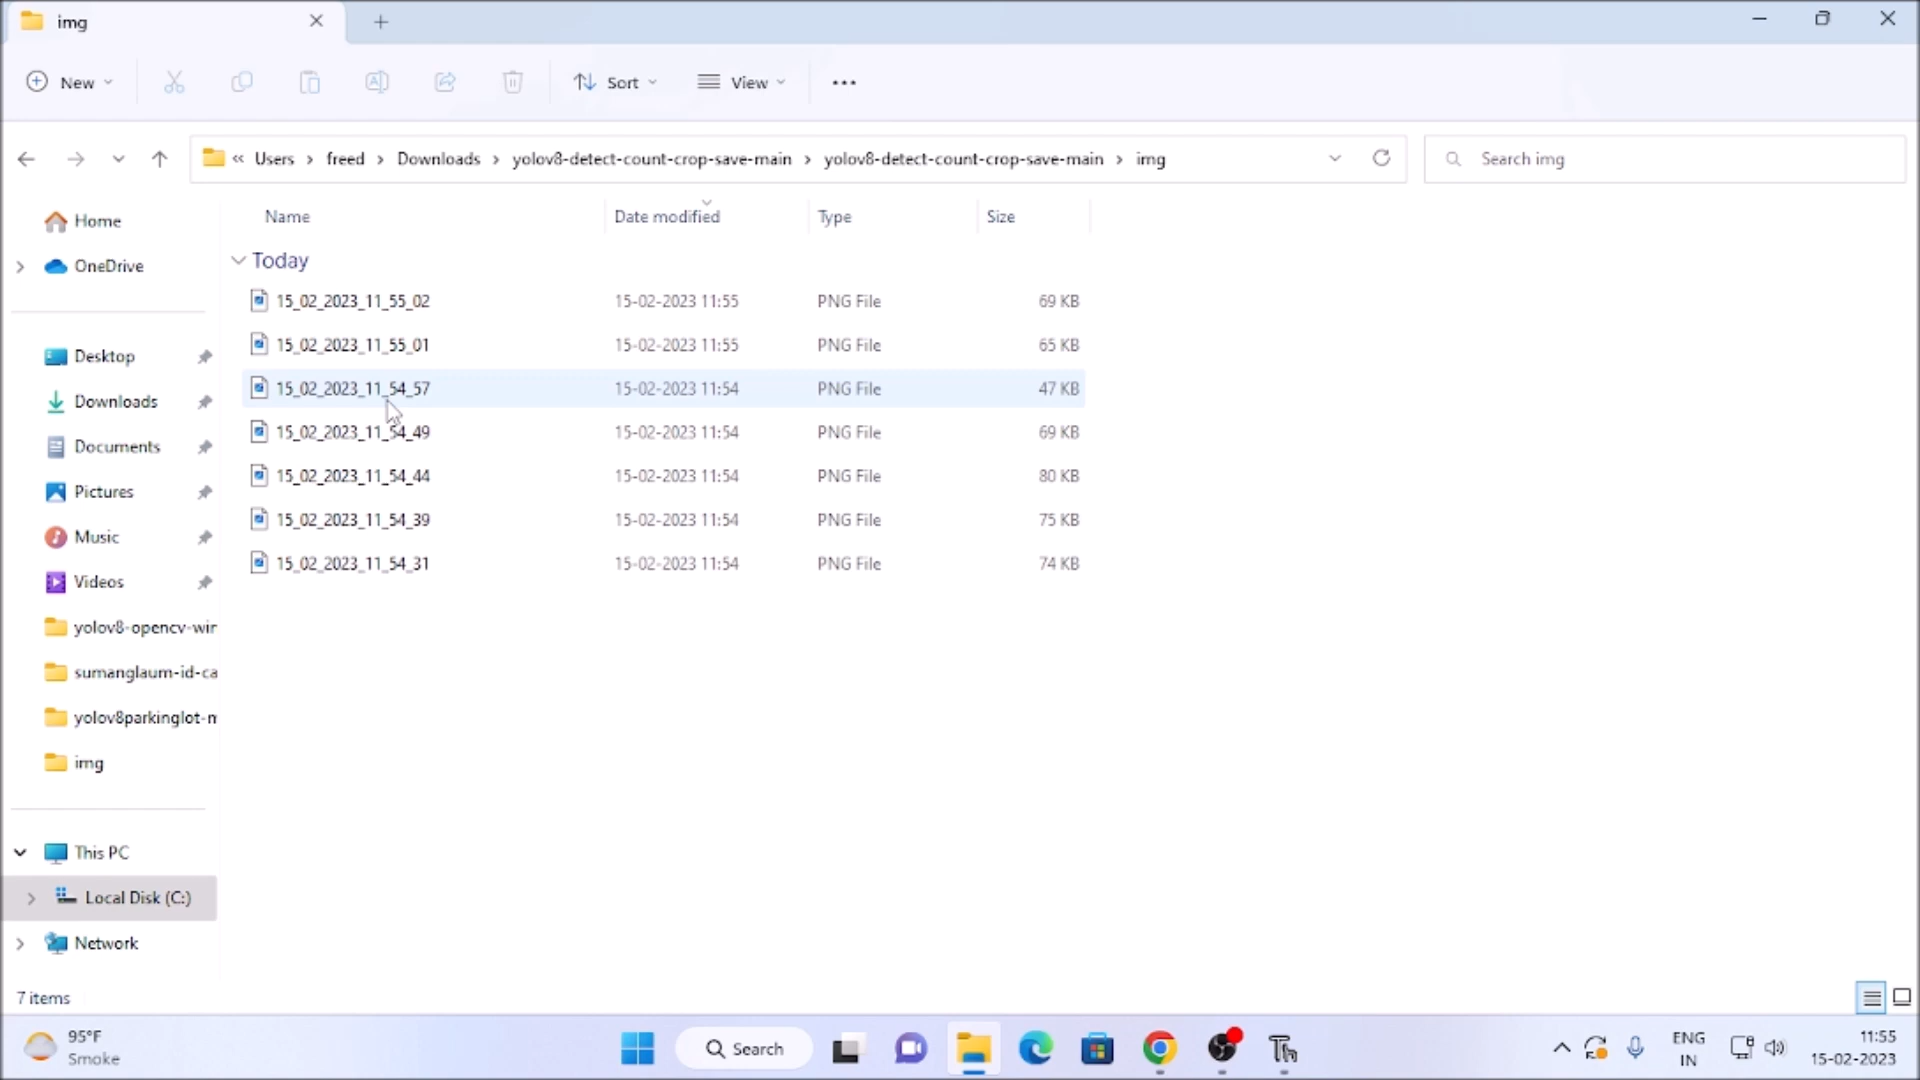 img
New
Sort
View
« Users > freed > Downloads > yolov8-detect-count-crop-save-main > yolov8-detect-count-crop-save-main > img
Search img
Name
Date modified
Type
Size
Home
OneDrive
Desktop
Downloads
Documents
Pictures
Music
Videos
yolov8-opencv-wir
sumanglaum-id-ca
yolov8parkinglot-m
img
This PC
Local Disk (C:)
Network
Today
15_02_2023_11_55_02 15-02-2023 11:55 PNG File 69 KB
15_02_2023_11_55_01 15-02-2023 11:55 PNG File 65 KB
15_02_2023_11_54_57 15-02-2023 11:54 PNG File 47 KB
15_02_2023_11_54_49 15-02-2023 11:54 PNG File 69 KB
15_02_2023_11_54_44 15-02-2023 11:54 PNG File 80 KB
15_02_2023_11_54_39 15-02-2023 11:54 PNG File 75 KB
15_02_2023_11_54_31 15-02-2023 11:54 PNG File 74 KB
7 items
95°F
Smoke
Search
Th
ENG
IN
11:55
15-02-2023